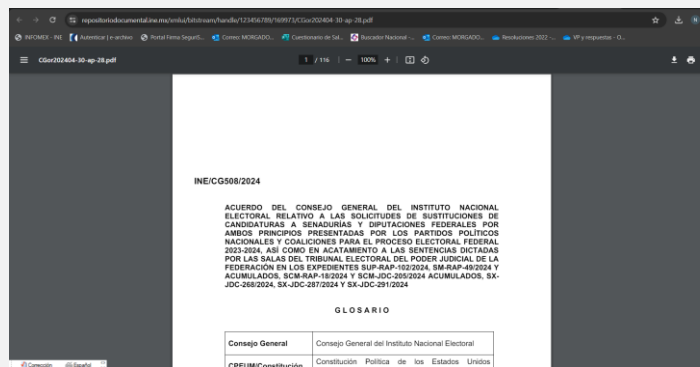 repositoriodocumental.ine.mx/xmlui/bitstream/handle/123456789/169973/CGor202404-30-ap-28.pdf
INFOMEX - INE Autenticar | e-archivo Portal Firma SeguriS... Correo: MORGADO... Cuestionario de Sal... Buscador Nacional -... Correo: MORGADO... Resoluciones 2022 -... VP y respuestas - O...
CGor202404-30-ap-28.pdf 1 / 116 100%
INE/CG508/2024
ACUERDO DEL CONSEJO GENERAL DEL INSTITUTO NACIONAL
ELECTORAL RELATIVO A LAS SOLICITUDES DE SUSTITUCIONES DE
CANDIDATURAS A SENADURÍAS Y DIPUTACIONES FEDERALES POR
AMBOS PRINCIPIOS PRESENTADAS POR LOS PARTIDOS POLÍTICOS
NACIONALES Y COALICIONES PARA EL PROCESO ELECTORAL FEDERAL
2023-2024, ASÍ COMO EN ACATAMIENTO A LAS SENTENCIAS DICTADAS
POR LAS SALAS DEL TRIBUNAL ELECTORAL DEL PODER JUDICIAL DE LA
FEDERACIÓN EN LOS EXPEDIENTES SUP-RAP-102/2024, SM-RAP-49/2024 Y
ACUMULADOS, SCM-RAP-18/2024 Y SCM-JDC-205/2024 ACUMULADOS, SX-
JDC-268/2024, SX-JDC-287/2024 Y SX-JDC-291/2024
GLOSARIO
Consejo General Consejo General del Instituto Nacional Electoral
CPEUM/Constitución Constitución Política de los Estados Unidos
Corrección Español